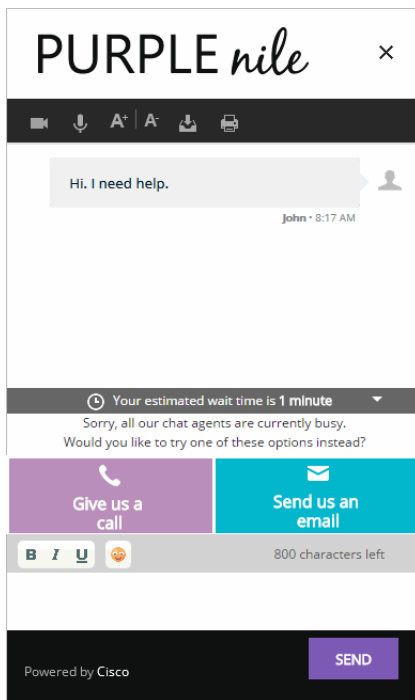 PURPLE nile
A+ A-
Hi. I need help.
John • 8:17 AM
Your estimated wait time is 1 minute
Sorry, all our chat agents are currently busy.
Would you like to try one of these options instead?
Give us a
call
Send us an
email
B I U
800 characters left
SEND
Powered by Cisco